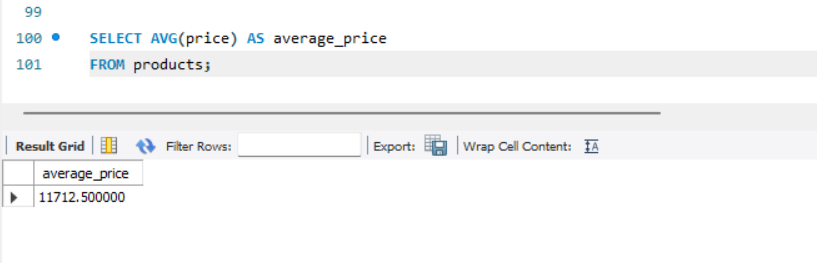 99
100 SELECT AVG(price) AS average_price
101 FROM products;
Result Grid Filter Rows: Export: Wrap Cell Content: IA
average_price
11712.500000